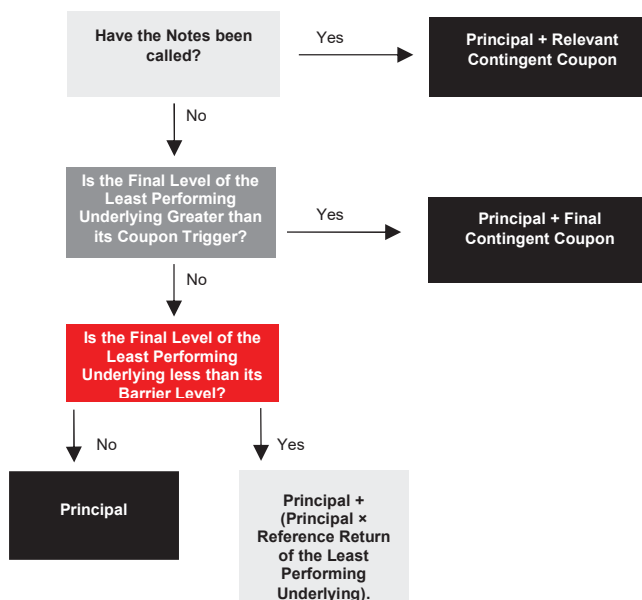 Have the Notes been
called?
Yes
Principal + Relevant
Contingent Coupon
No
Is the Final Level of the
Least Performing
Underlying Greater than
its Coupon Trigger?
Yes
Principal + Final
Contingent Coupon
No
Is the Final Level of the
Least Performing
Underlying less than its
Barrier Level?
No
Yes
Principal
Principal +
(Principal ×
Reference Return
of the Least
Performing
Underlying).